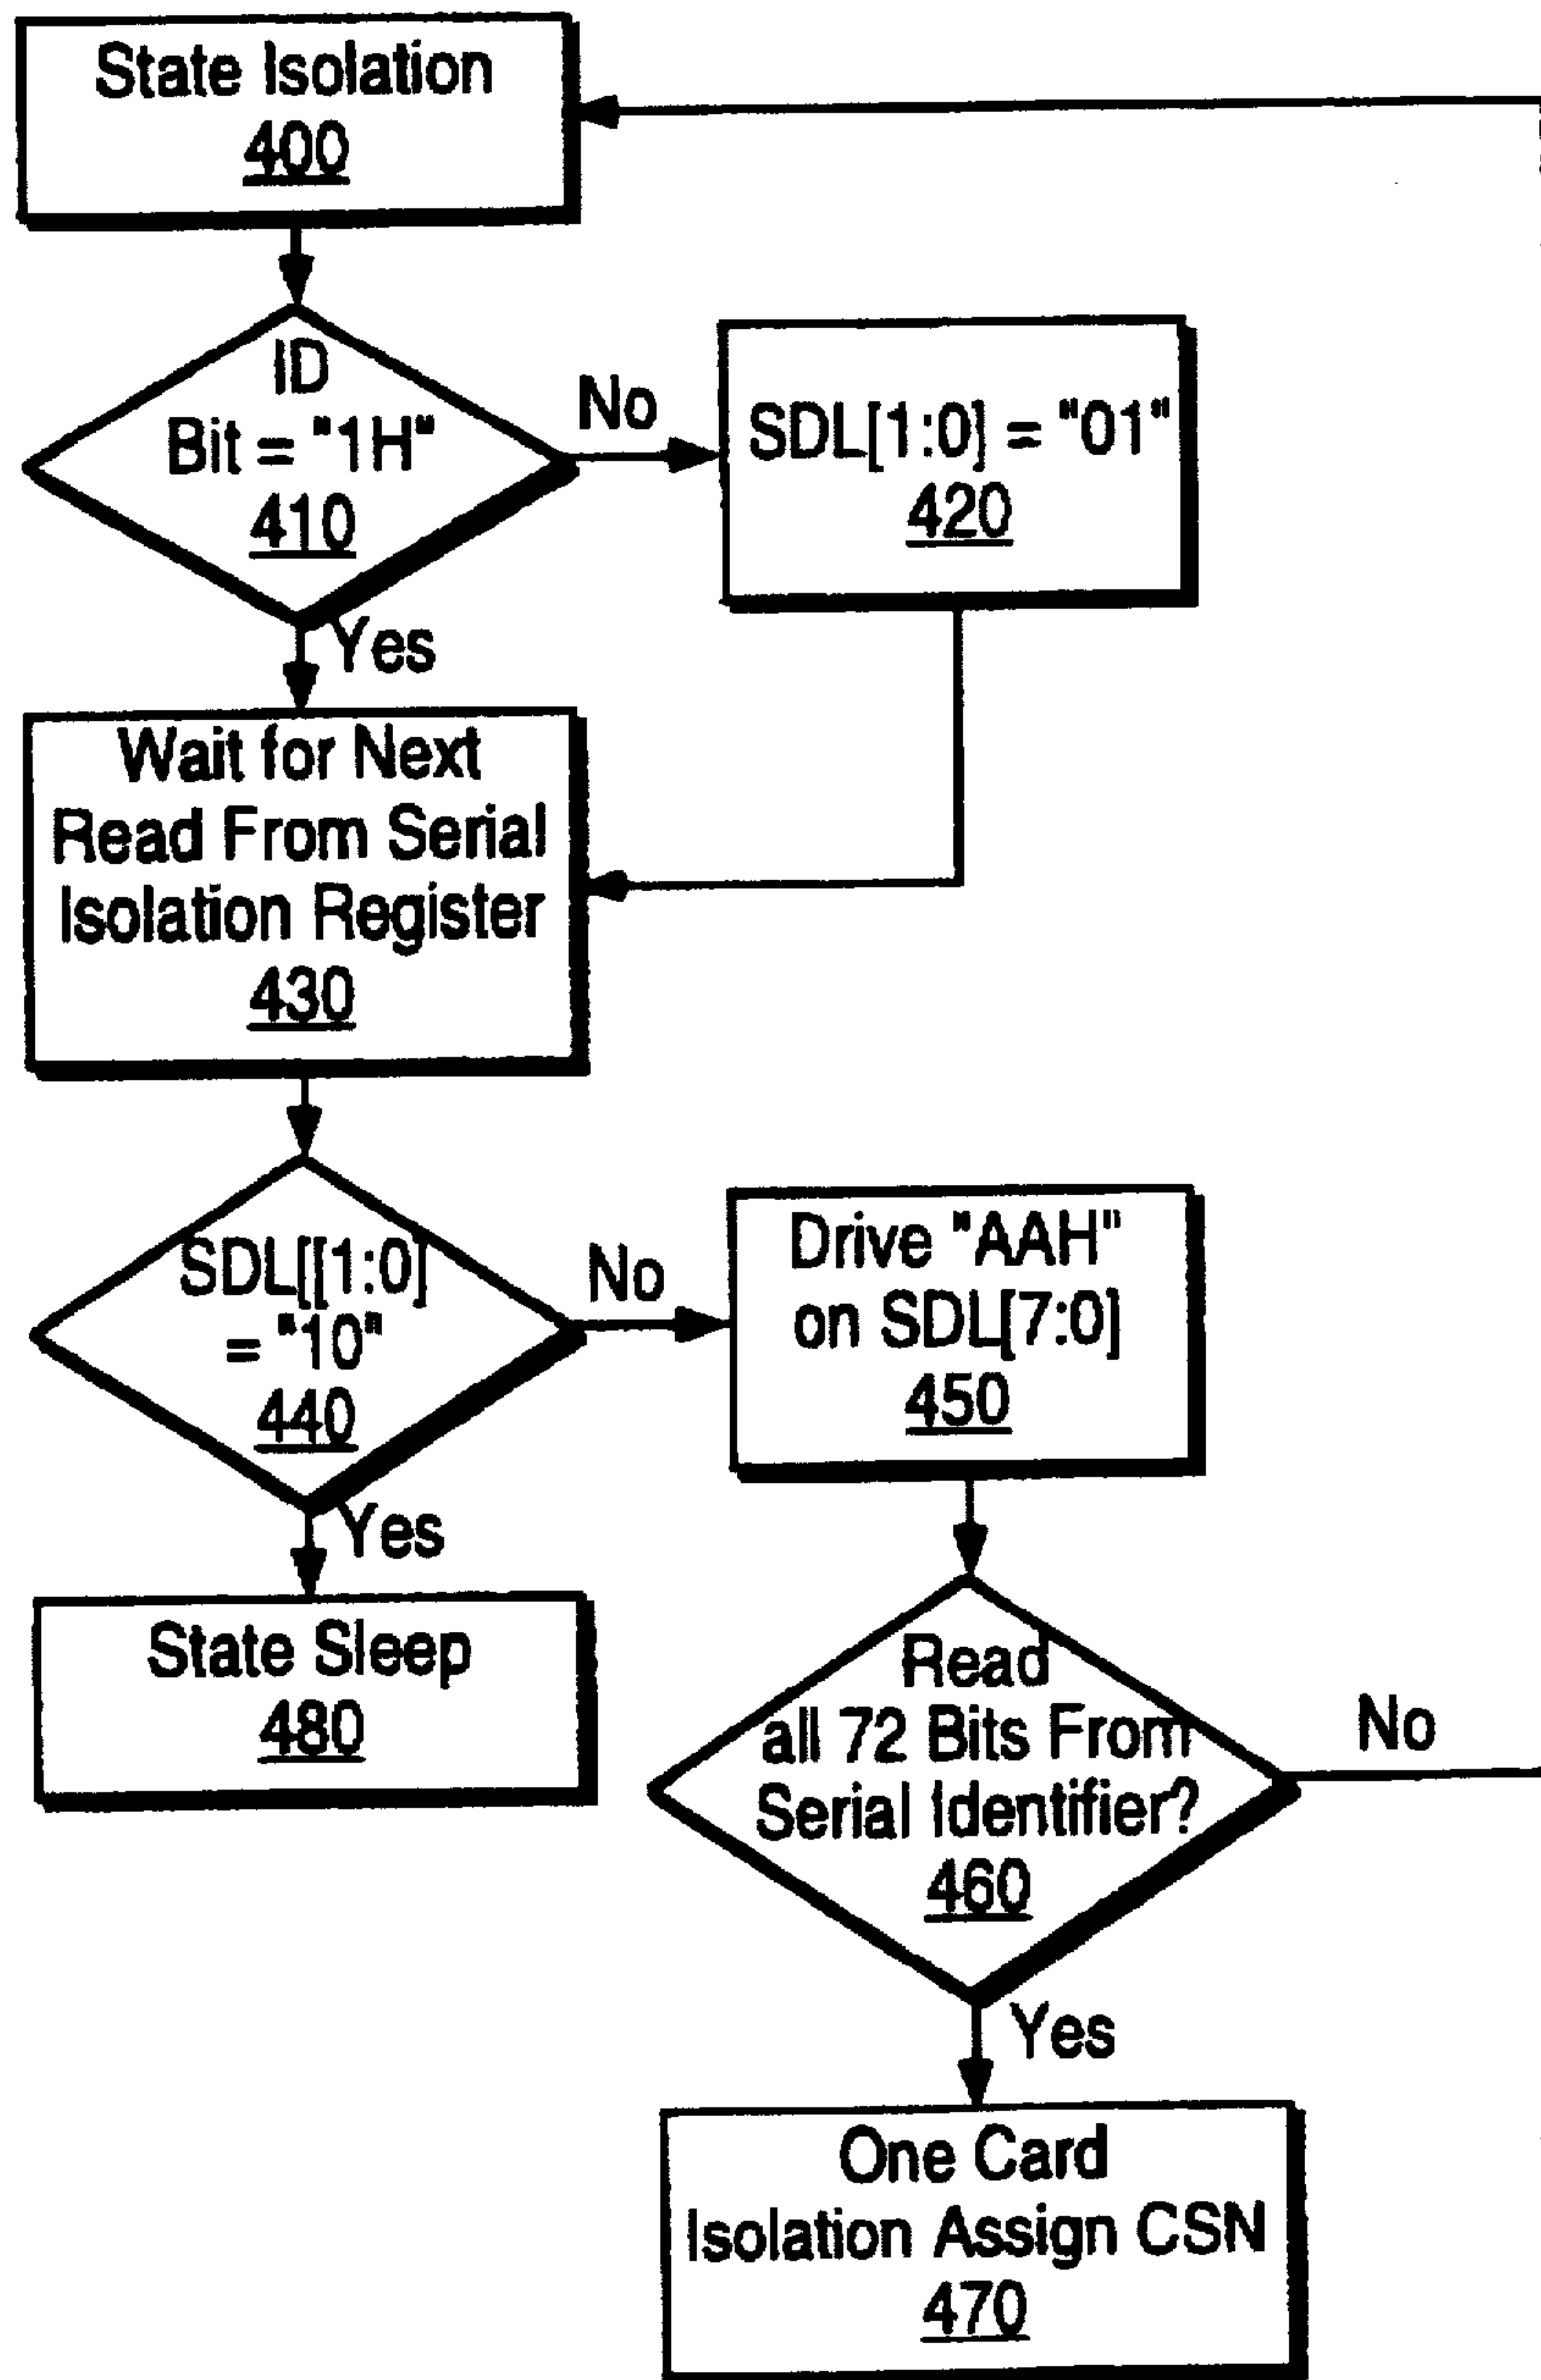 State Isolation
400
ID
Bit = "1H"
410
No
SDL[1:0] = "01"
420
Yes
Wait for Next
Read From Serial
Isolation Register
430
SDL[[1:0]
= "10"
440
No
Drive "AAH"
on SDL[7:0]
450
Yes
State Sleep
480
Read
all 72 Bits From
Serial Identifier?
460
No
Yes
One Card
Isolation Assign CSN
470